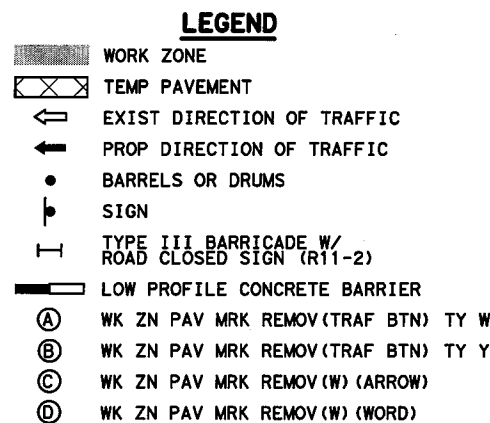 LEGEND
WORK ZONE
TEMP PAVEMENT
EXIST DIRECTION OF TRAFFIC
PROP DIRECTION OF TRAFFIC
BARRELS OR DRUMS
SIGN
TYPE III BARRICADE W/
ROAD CLOSED SIGN (R11-2)
LOW PROFILE CONCRETE BARRIER
A WK ZN PAV MRK REMOV(TRAF BTN) TY W
B WK ZN PAV MRK REMOV(TRAF BTN) TY Y
C WK ZN PAV MRK REMOV(W)(ARROW)
D WK ZN PAV MRK REMOV(W)(WORD)